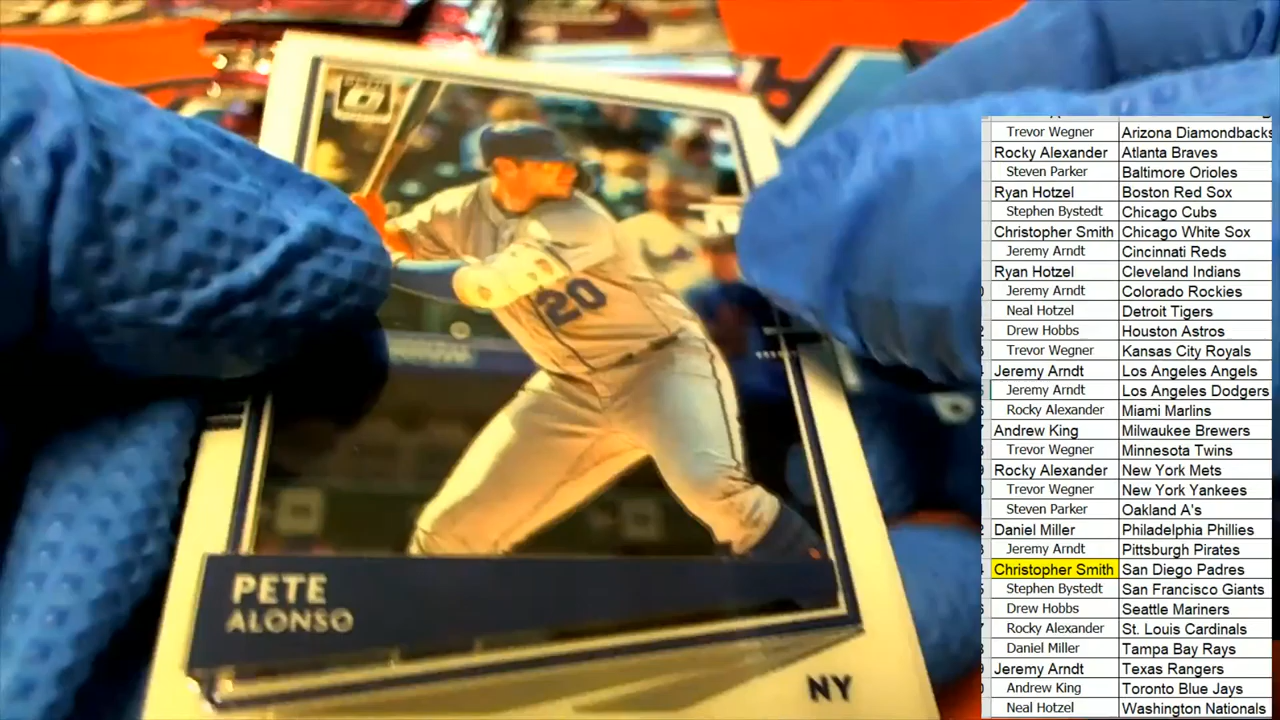 20
PETE
ALONSO
NY
Trevor Wegner Arizona Diamondbacks
Rocky Alexander Atlanta Braves
Steven Parker Baltimore Orioles
Ryan Hotzel Boston Red Sox
Stephen Bystedt Chicago Cubs
Christopher Smith Chicago White Sox
Jeremy Arndt Cincinnati Reds
Ryan Hotzel Cleveland Indians
Jeremy Arndt Colorado Rockies
Neal Hotzel Detroit Tigers
Drew Hobbs Houston Astros
Trevor Wegner Kansas City Royals
Jeremy Arndt Los Angeles Angels
Jeremy Arndt Los Angeles Dodgers
Rocky Alexander Miami Marlins
Andrew King Milwaukee Brewers
Trevor Wegner Minnesota Twins
Rocky Alexander New York Mets
Trevor Wegner New York Yankees
Steven Parker Oakland A's
Daniel Miller Philadelphia Phillies
Jeremy Arndt Pittsburgh Pirates
Christopher Smith San Diego Padres
Stephen Bystedt San Francisco Giants
Drew Hobbs Seattle Mariners
Rocky Alexander St. Louis Cardinals
Daniel Miller Tampa Bay Rays
Jeremy Arndt Texas Rangers
Andrew King Toronto Blue Jays
Neal Hotzel Washington Nationals